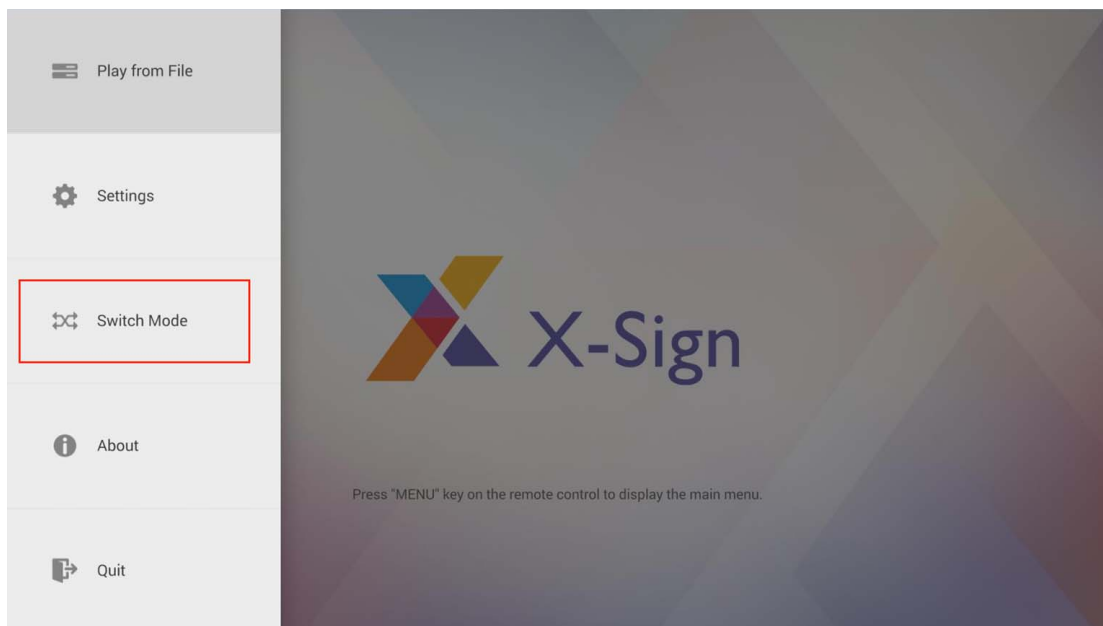 Play from File
Settings
Switch Mode
About
Quit
X-Sign
Press "MENU" key on the remote control to display the main menu.